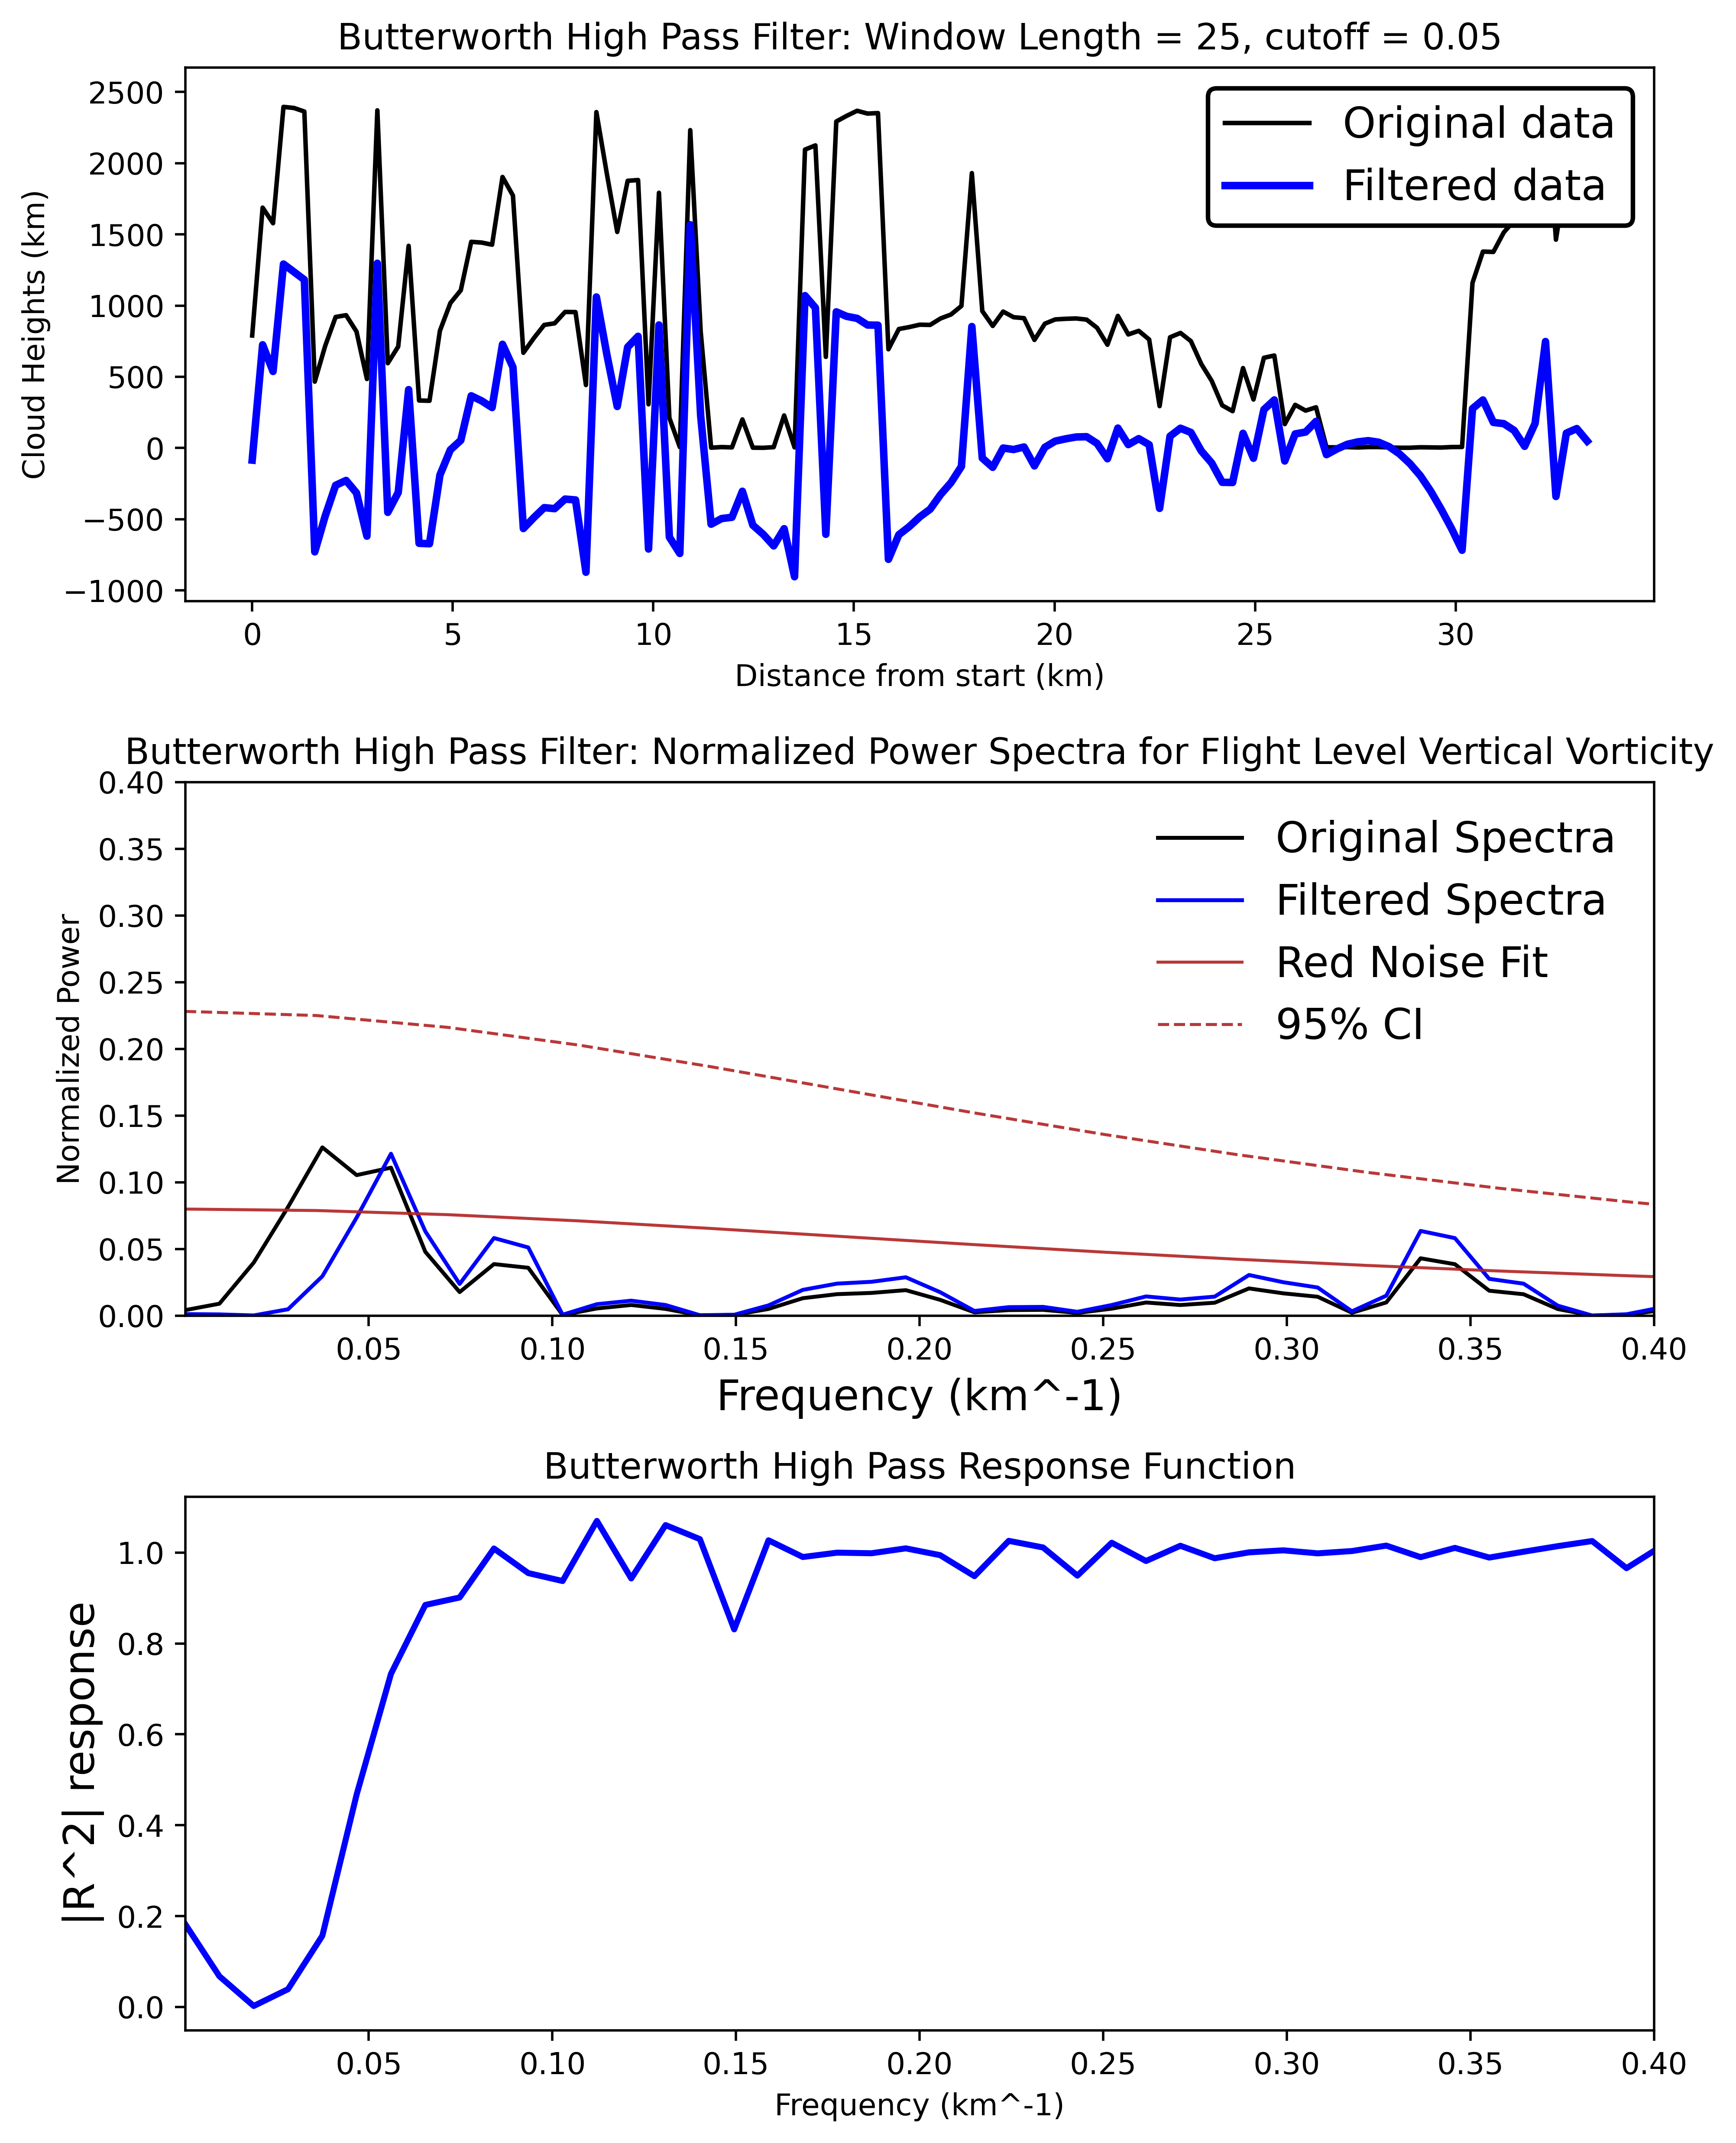 Butterworth High Pass Filter: Window Length = 25, cutoff = 0.05
2500
2000
1500
1000
500
0
−500
−1000
Cloud Heights (km)
Original data
Filtered data
0 5 10 15 20 25 30
Distance from start (km)
Butterworth High Pass Filter: Normalized Power Spectra for Flight Level Vertical Vorticity
0.40
0.35
0.30
0.25
0.20
0.15
0.10
0.05
0.00
Normalized Power
Original Spectra
Filtered Spectra
Red Noise Fit
95% CI
0.05 0.10 0.15 0.20 0.25 0.30 0.35 0.40
Frequency (km^-1)
Butterworth High Pass Response Function
1.0
0.8
0.6
0.4
0.2
0.0
|R^2| response
0.05 0.10 0.15 0.20 0.25 0.30 0.35 0.40
Frequency (km^-1)